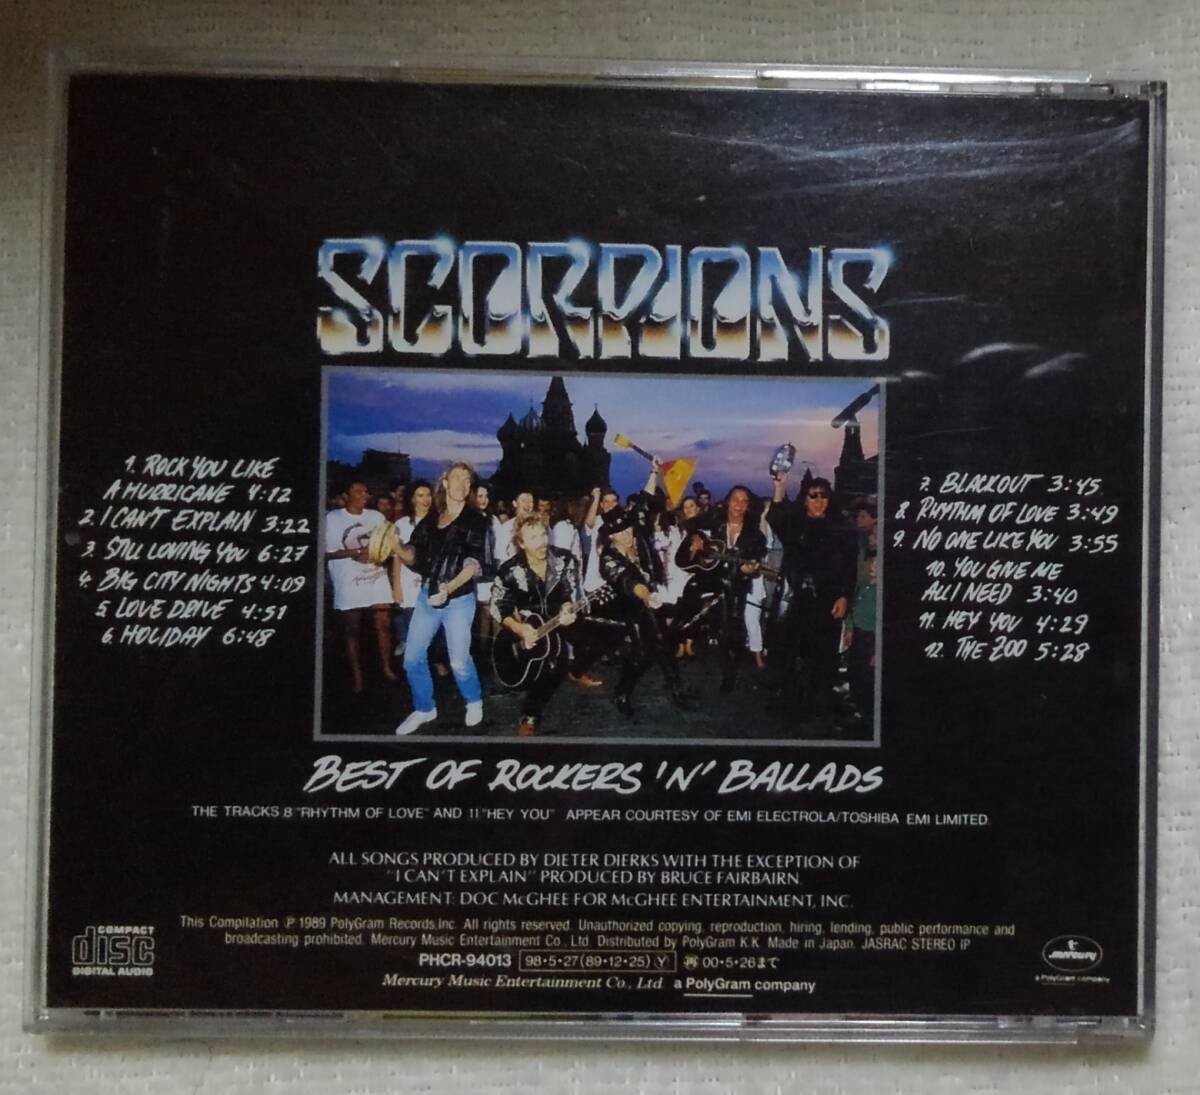 SCORPIONS
1. ROCK YOU LIKE
A HURRICANE 4:12
2. I CAN'T EXPLAIN 3:22
3. STILL LOVING YOU 6:27
4. BIG CITY NIGHTS 4:09
5. LOVE DRIVE 4:51
6. HOLIDAY 6:48
7. BLACKOUT 3:45
8. RHYTHM OF LOVE 3:49
9. NO ONE LIKE YOU 3:55
10. YOU GIVE ME
ALL I NEED 3:40
11. HEY YOU 4:29
12. THE ZOO 5:28
BEST OF ROCKERS 'N' BALLADS
THE TRACKS 8 "RHYTHM OF LOVE" AND 11 "HEY YOU" APPEAR COURTESY OF EMI ELECTROLA/TOSHIBA EMI LIMITED.
ALL SONGS PRODUCED BY DIETER DIERKS WITH THE EXCEPTION OF
"I CAN'T EXPLAIN" PRODUCED BY BRUCE FAIRBAIRN.
MANAGEMENT: DOC McGHEE FOR McGHEE ENTERTAINMENT, INC.
This Compilation ℗ 1989 PolyGram Records, Inc. All rights reserved. Unauthorized copying, reproduction, hiring, lending, public performance and
broadcasting prohibited. Mercury Music Entertainment Co., Ltd. Distributed by PolyGram K.K. Made in Japan. JASRAC STEREO IP
PHCR-94013 98・5・27(89・12・25) Y 再 00・5・26まで
Mercury Music Entertainment Co., Ltd. a PolyGram company
COMPACT
disc
DIGITAL AUDIO
mercury
a PolyGram company